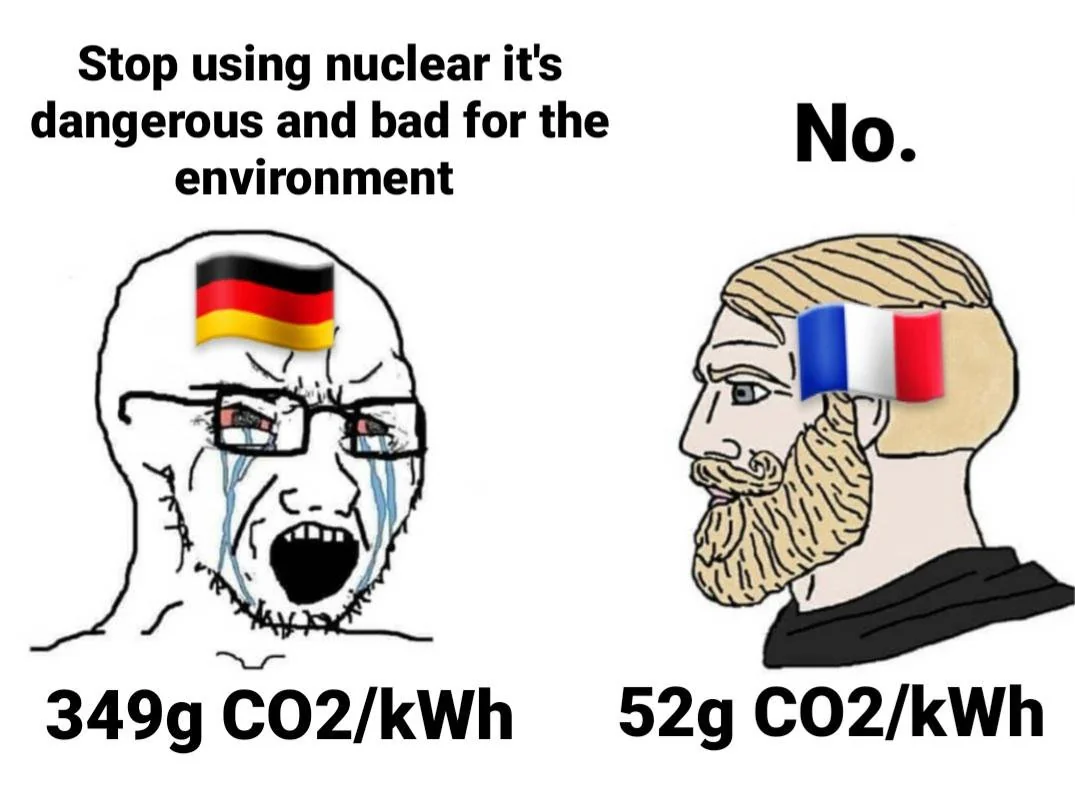 Stop using nuclear it's
dangerous and bad for the
environment
No.
349g CO2/kWh
52g CO2/kWh